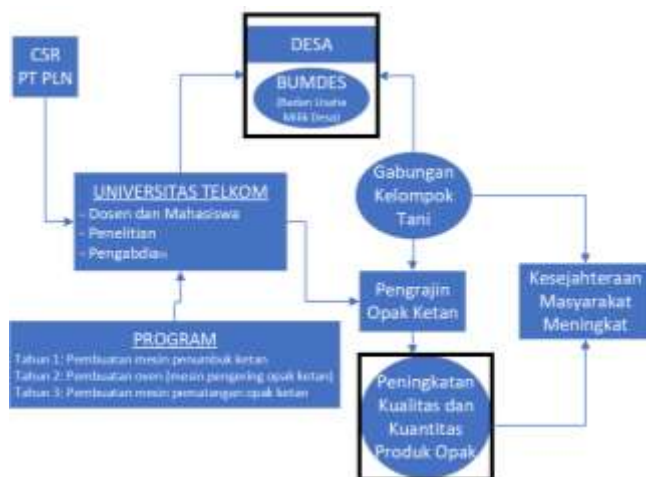 CSR
PT PLN
DESA
BUMDES
(Badan Usaha
Milik Desa)
UNIVERSITAS TELKOM
- Dosen dan Mahasiswa
- Penelitian
- Pengabdian
Gabungan
Kelompok
Tani
Pengrajin
Opak Ketan
Kesejahteraan
Masyarakat
Meningkat
PROGRAM
Tahun 1: Pembuatan mesin penumbuk ketan
Tahun 2: Pembuatan oven (mesin pengering opak ketan)
Tahun 3: Pembuatan mesin pematangan opak ketan
Peningkatan
Kualitas dan
Kuantitas
Produk Opak